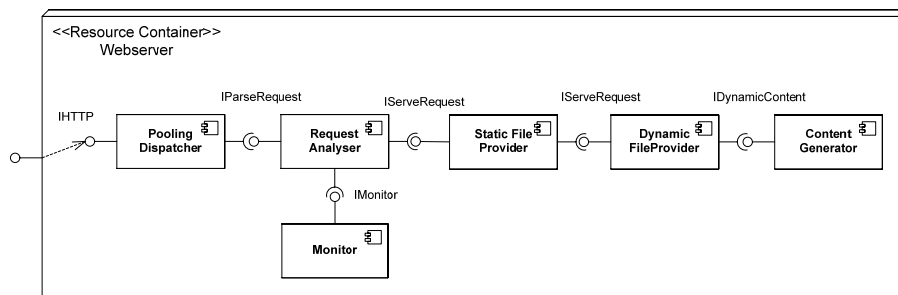 <<Resource Container>>
Webserver
IHTTP
IParseRequest
IServeRequest
IServeRequest
IDynamicContent
Pooling
Dispatcher
Request
Analyser
Static File
Provider
Dynamic
FileProvider
Content
Generator
IMonitor
Monitor